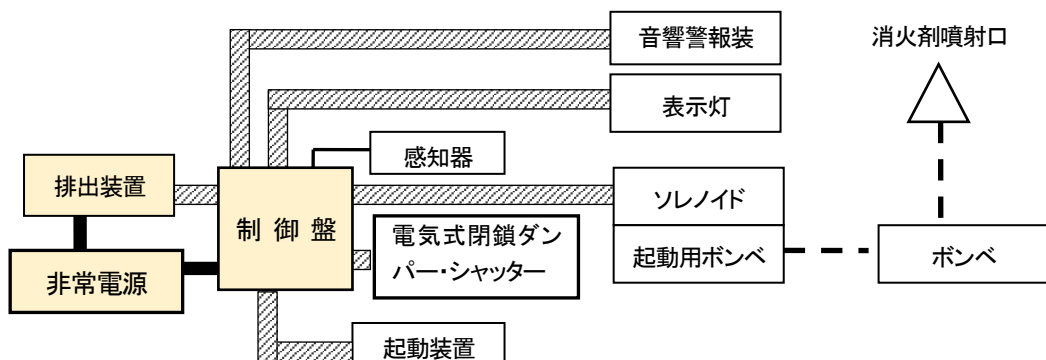 音響警報装
消火剤噴射口
表示灯
感知器
排出装置
制御盤
ソレノイド
電気式閉鎖ダン
パー・シャッター
起動用ボンベ
ボンベ
非常電源
起動装置